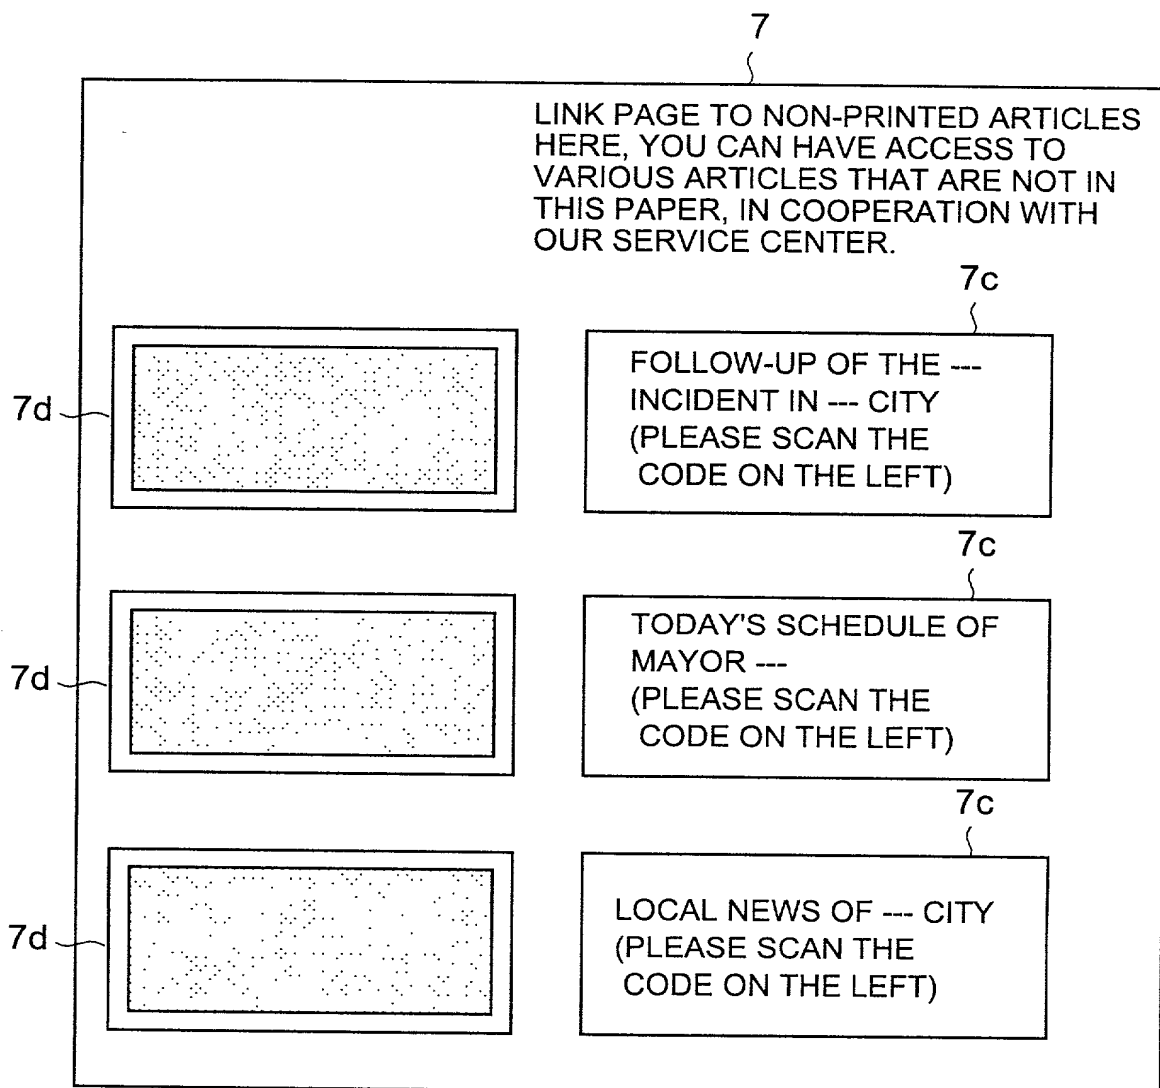 7
LINK PAGE TO NON-PRINTED ARTICLES
HERE, YOU CAN HAVE ACCESS TO
VARIOUS ARTICLES THAT ARE NOT IN
THIS PAPER, IN COOPERATION WITH
OUR SERVICE CENTER.
7c
7d
FOLLOW-UP OF THE ---
INCIDENT IN --- CITY
(PLEASE SCAN THE
CODE ON THE LEFT)
7c
7d
TODAY'S SCHEDULE OF
MAYOR ---
(PLEASE SCAN THE
CODE ON THE LEFT)
7c
7d
LOCAL NEWS OF --- CITY
(PLEASE SCAN THE
CODE ON THE LEFT)